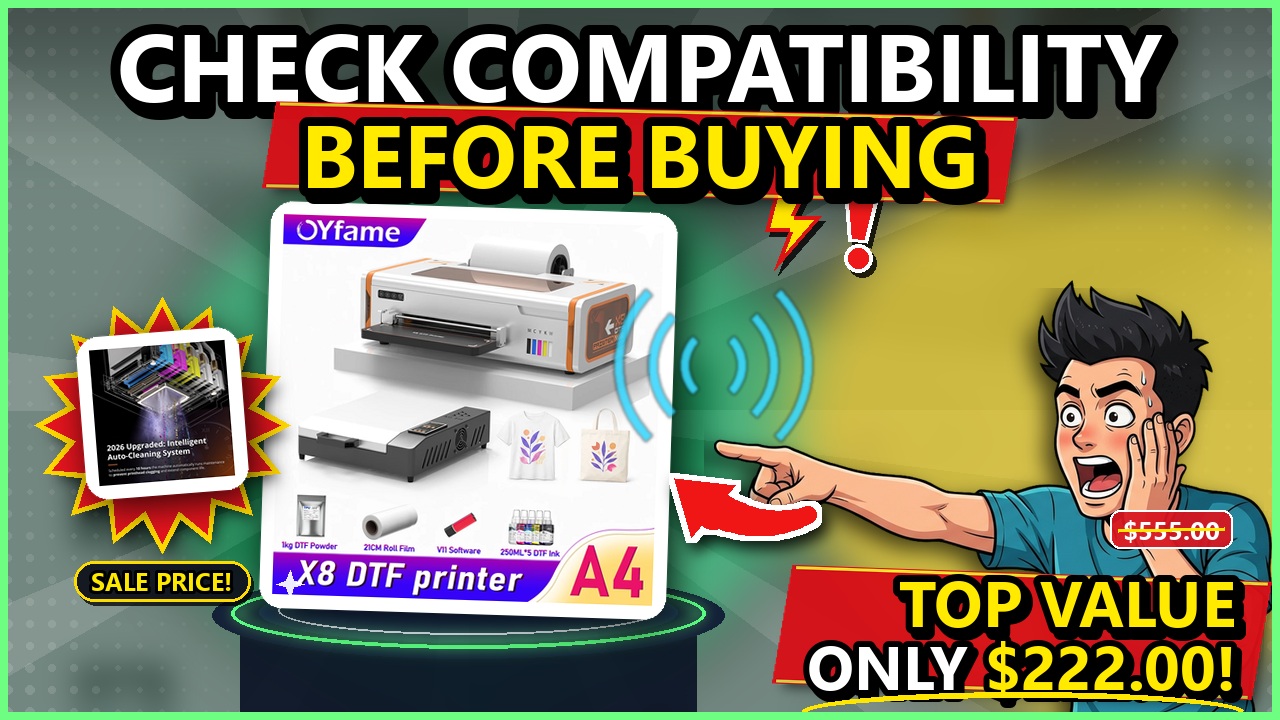 CHECK COMPATIBILITY
BEFORE BUYING
OYfame
2026 Upgraded: Intelligent
Auto-Cleaning System
SALE PRICE!
1kg DTF Powder
21CM Roll Film
V11 Software
250ML*5 DTF Ink
X8 DTF printer
A4
$555.00
TOP VALUE
ONLY $222.00!